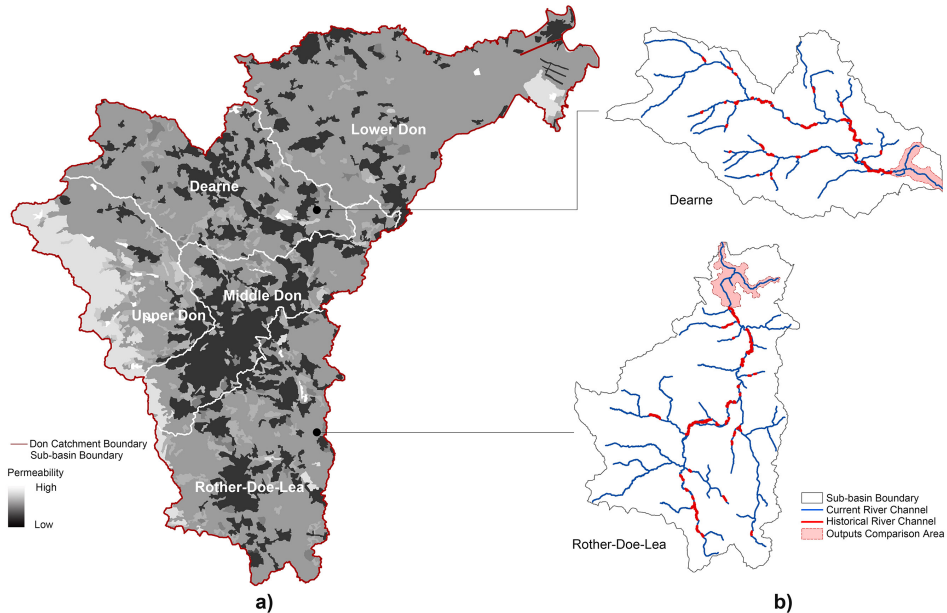 Lower Don
Dearne
Middle Don
Upper Don
Rother-Doe-Lea
Don Catchment Boundary
Sub-basin Boundary
Permeability
High
Low
a)
Dearne
Rother-Doe-Lea
Sub-basin Boundary
Current River Channel
Historical River Channel
Outputs Comparison Area
b)